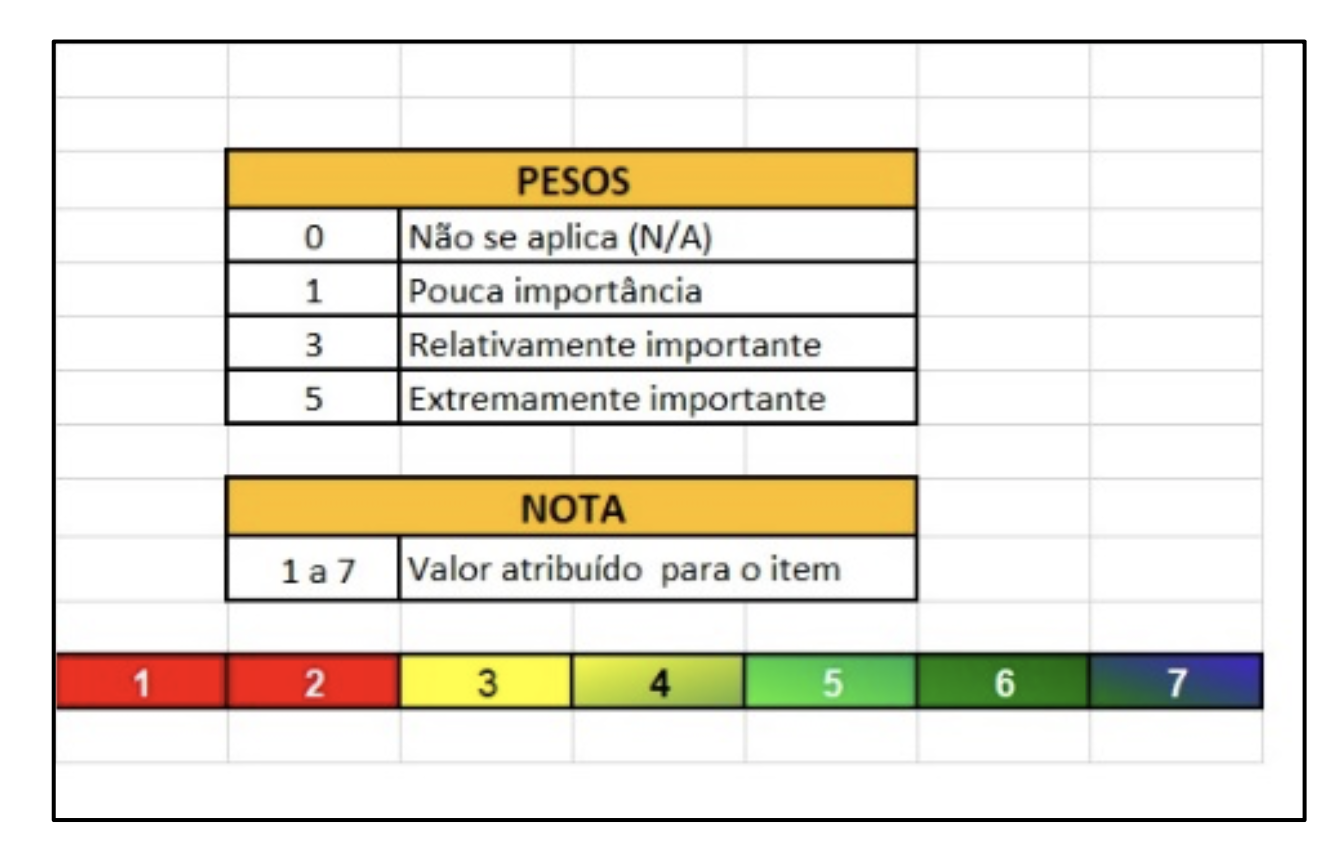 PESOS
0 Não se aplica (N/A)
1 Pouca importância
3 Relativamente importante
5 Extremamente importante
NOTA
1 a 7 Valor atribuído para o item
1 2 3 4 5 6 7